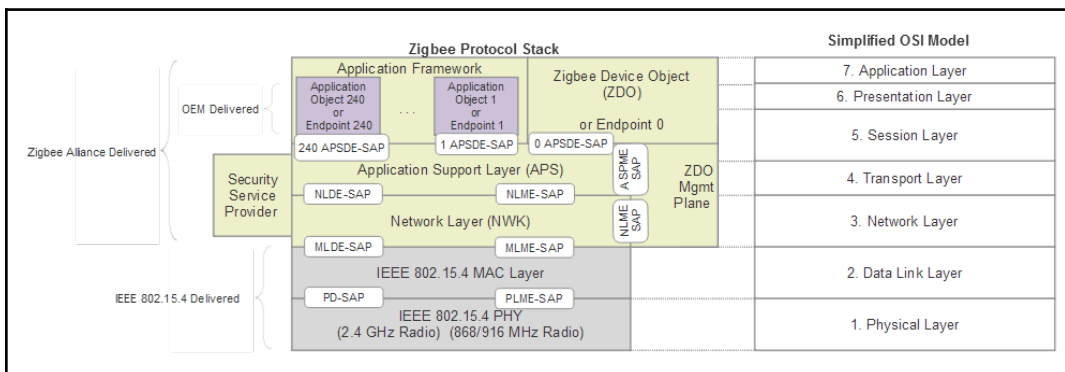 Zigbee Protocol Stack
Simplified OSI Model
Application Framework
Application
Object 240
or
Endpoint 240
. . .
Application
Object 1
or
Endpoint 1
Zigbee Device Object
(ZDO)
or Endpoint 0
OEM Delivered
Zigbee Alliance Delivered
240 APSDE-SAP
1 APSDE-SAP
0 APSDE-SAP
Security
Service
Provider
Application Support Layer (APS)
ASPME
SAP
ZDO
Mgmt
Plane
NLDE-SAP
NLME-SAP
Network Layer (NWK)
NLME
SAP
MLDE-SAP
MLME-SAP
IEEE 802.15.4 MAC Layer
IEEE 802.15.4 Delivered
PD-SAP
PLME-SAP
IEEE 802.15.4 PHY
(2.4 GHz Radio) (868/916 MHz Radio)
7. Application Layer
6. Presentation Layer
5. Session Layer
4. Transport Layer
3. Network Layer
2. Data Link Layer
1. Physical Layer